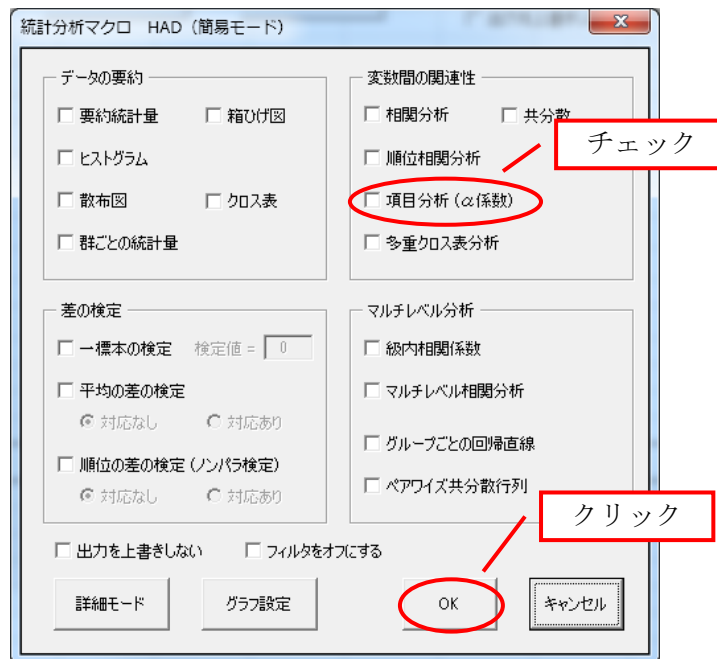 統計分析マクロ　HAD（簡易モード）
データの要約
要約統計量　箱ひげ図
ヒストグラム
散布図　クロス表
群ごとの統計量
変数間の関連性
相関分析　共分散
チェック
順位相関分析
項目分析（α係数）
多重クロス表分析
差の検定
一標本の検定　検定値 = 0
平均の差の検定
対応なし　対応あり
順位の差の検定（ノンパラ検定）
対応なし　対応あり
マルチレベル分析
級内相関係数
マルチレベル相関分析
グループごとの回帰直線
ペアワイズ共分散行列
クリック
出力を上書きしない　フィルタをオフにする
詳細モード　グラフ設定　OK　キャンセル